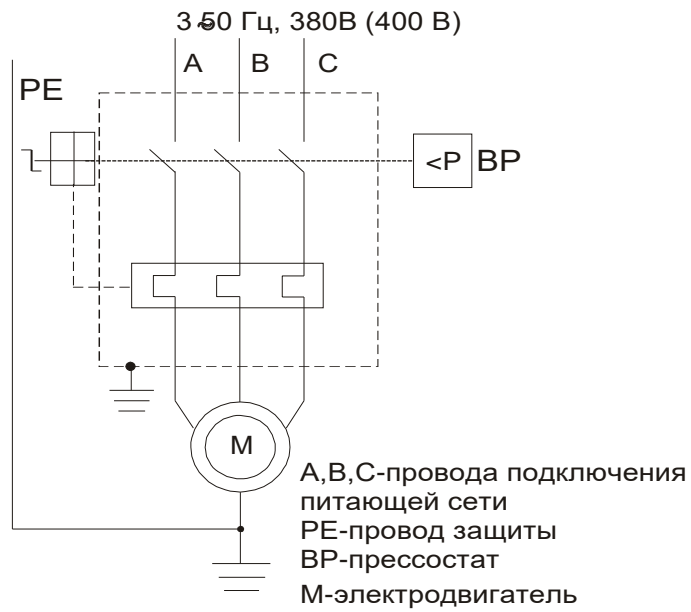 3 ~ 50 Гц, 380В (400 В)
A B C
PE
<P BP
M
A,B,C-провода подключения
питающей сети
PE-провод защиты
BP-прессостат
M-электродвигатель